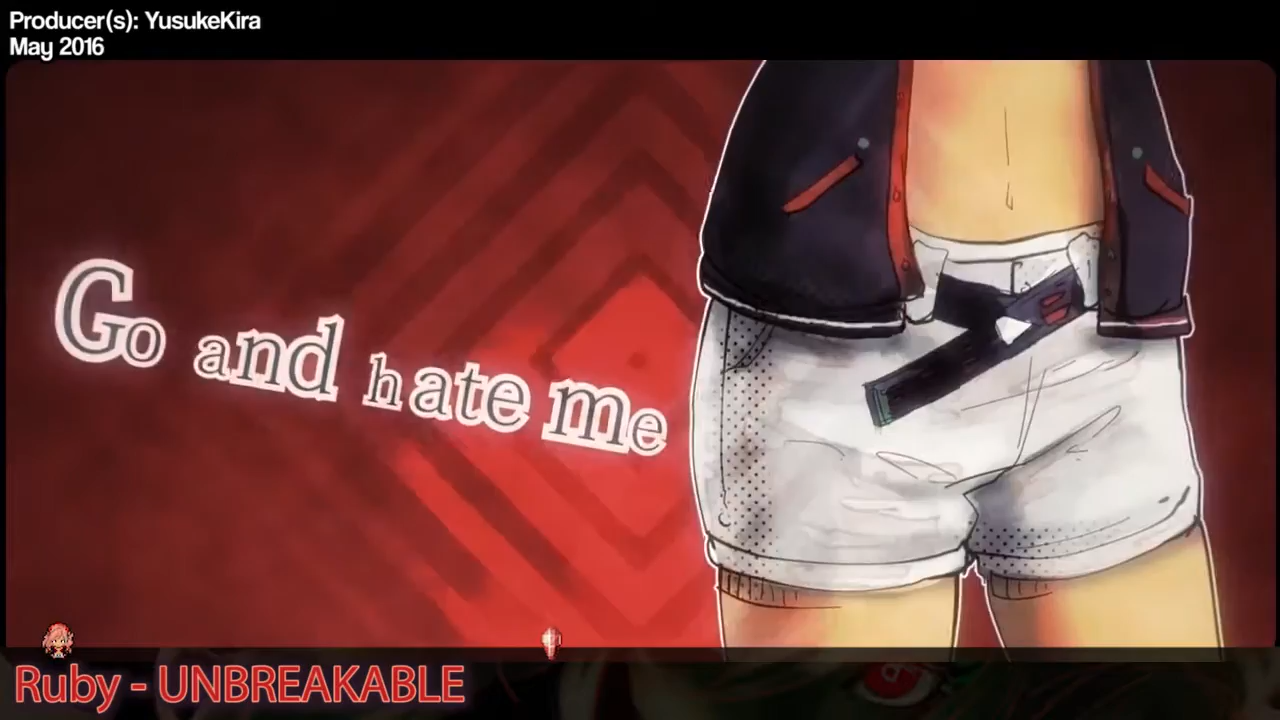 Producer(s): YusukeKira
May 2016
Go and hate me
Ruby - UNBREAKABLE